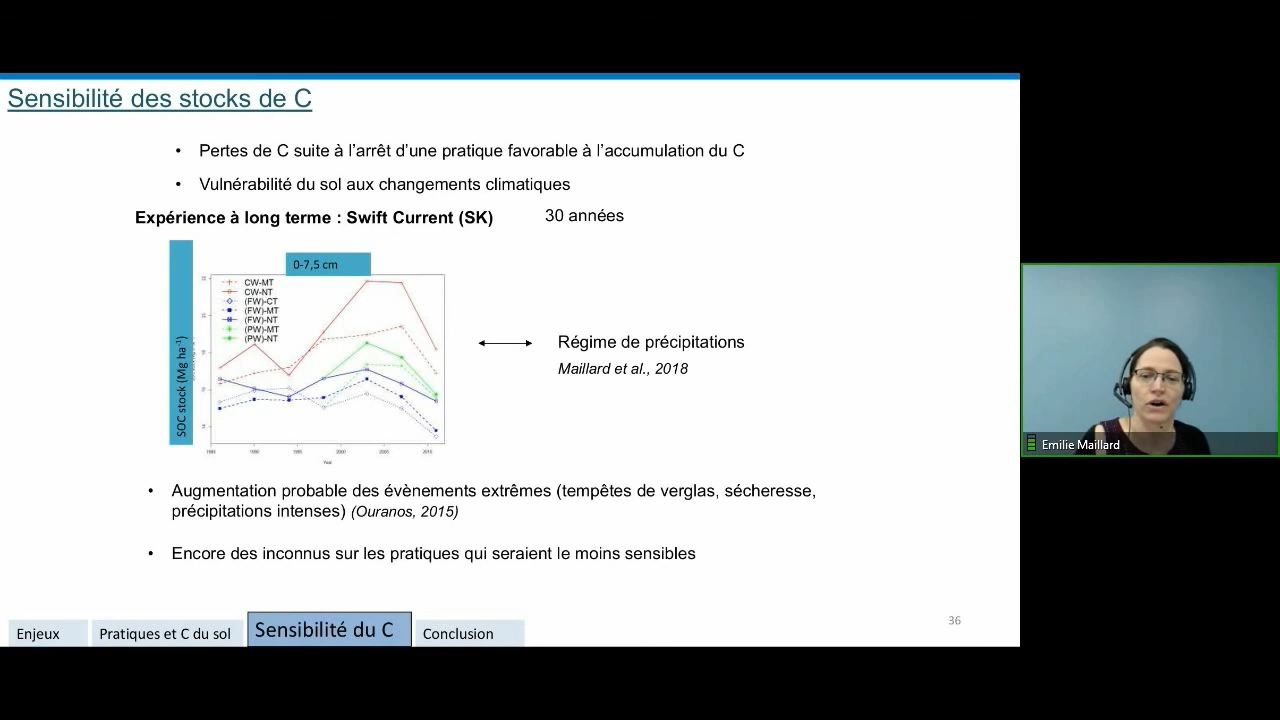 Sensibilité des stocks de C
• Pertes de C suite à l'arrêt d'une pratique favorable à l'accumulation du C
• Vulnérabilité du sol aux changements climatiques
Expérience à long terme : Swift Current (SK) 30 années
0-7,5 cm
SOC stock (Mg ha⁻¹)
CW-MT
CW-NT
(FW)-CT
(FW)-MT
(FW)-NT
(PW)-MT
(PW)-NT
Year
Régime de précipitations
Maillard et al., 2018
• Augmentation probable des évènements extrêmes (tempêtes de verglas, sécheresse,
précipitations intenses) (Ouranos, 2015)
• Encore des inconnus sur les pratiques qui seraient le moins sensibles
36
Enjeux
Pratiques et C du sol
Sensibilité du C
Conclusion
Emilie Maillard